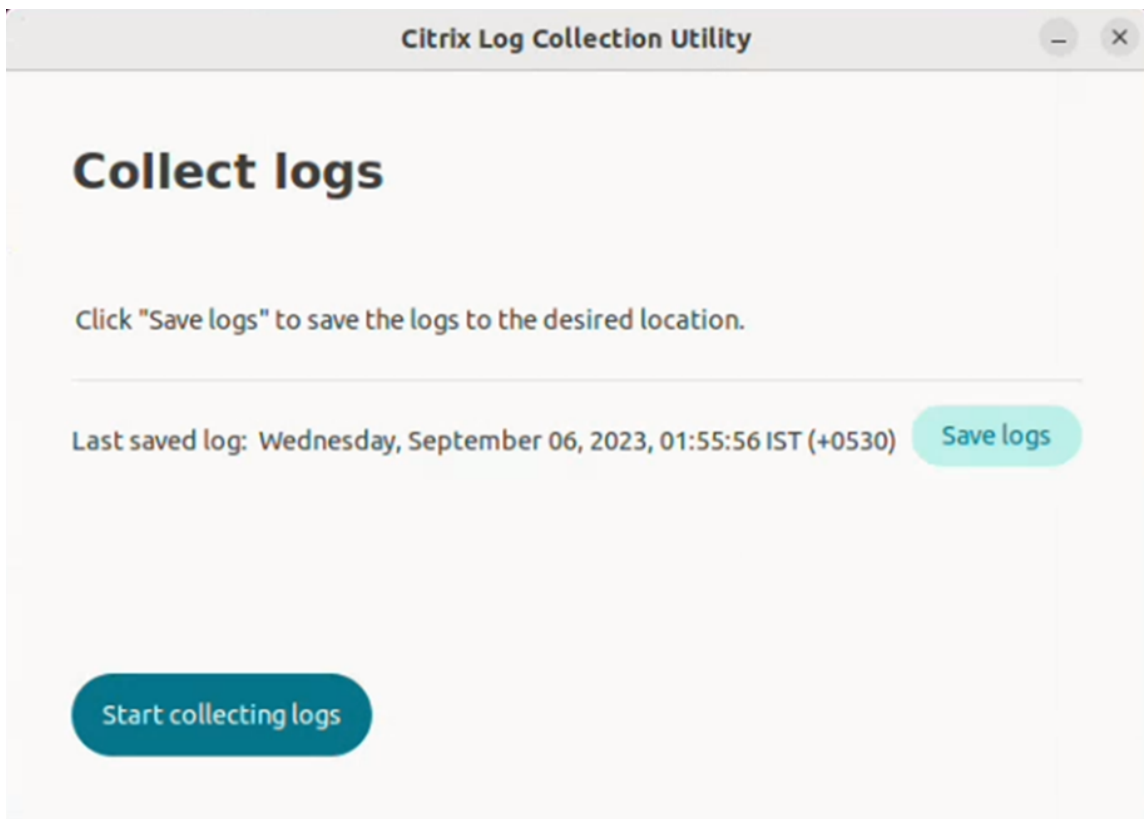 Citrix Log Collection Utility
Collect logs
Click "Save logs" to save the logs to the desired location.
Last saved log: Wednesday, September 06, 2023, 01:55:56 IST (+0530)
Save logs
Start collecting logs